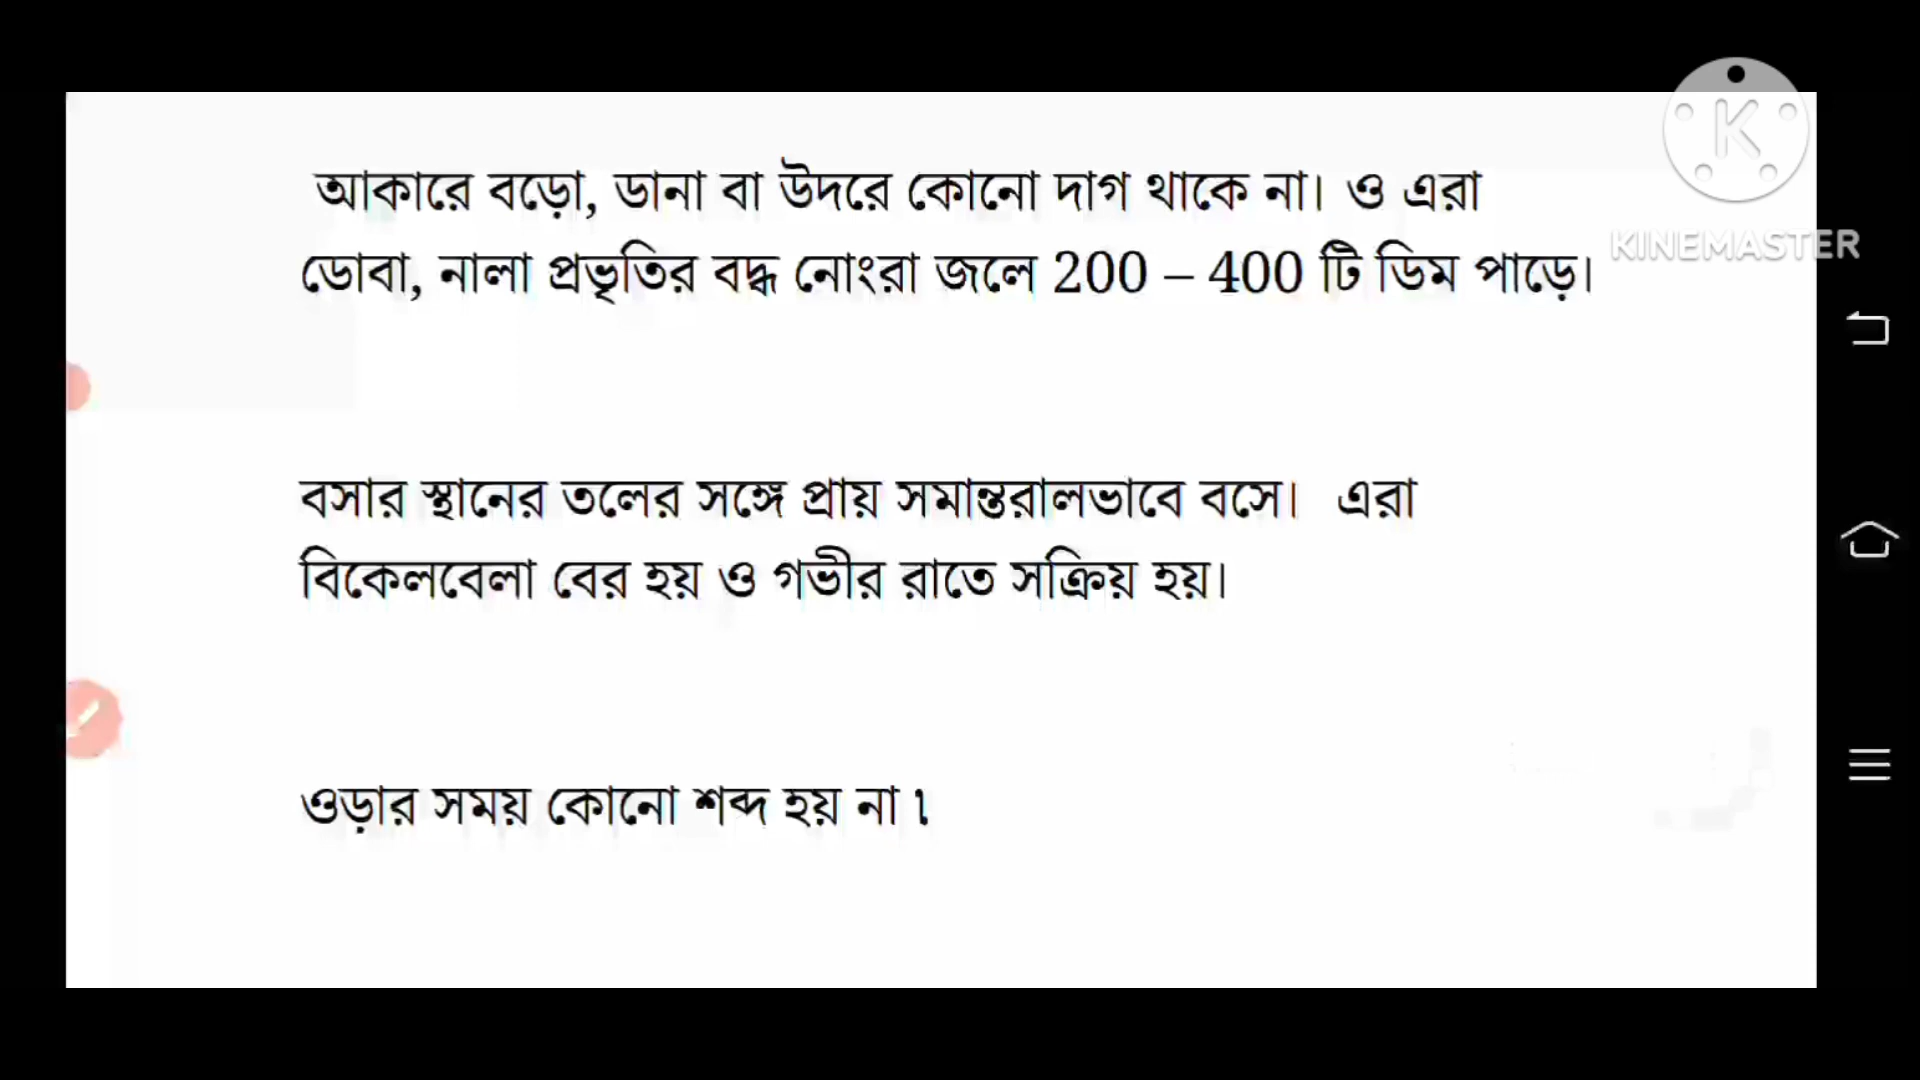 আকারে বড়ো, ডানা বা উদরে কোনো দাগ থাকে না। ও এরা
ডোবা, নালা প্রভৃতির বদ্ধ নোংরা জলে 200 – 400 টি ডিম পাড়ে।
বসার স্থানের তলের সঙ্গে প্রায় সমান্তরালভাবে বসে। এরা
বিকেলবেলা বের হয় ও গভীর রাতে সক্রিয় হয়।
ওড়ার সময় কোনো শব্দ হয় না ৷
K
KINEMASTER